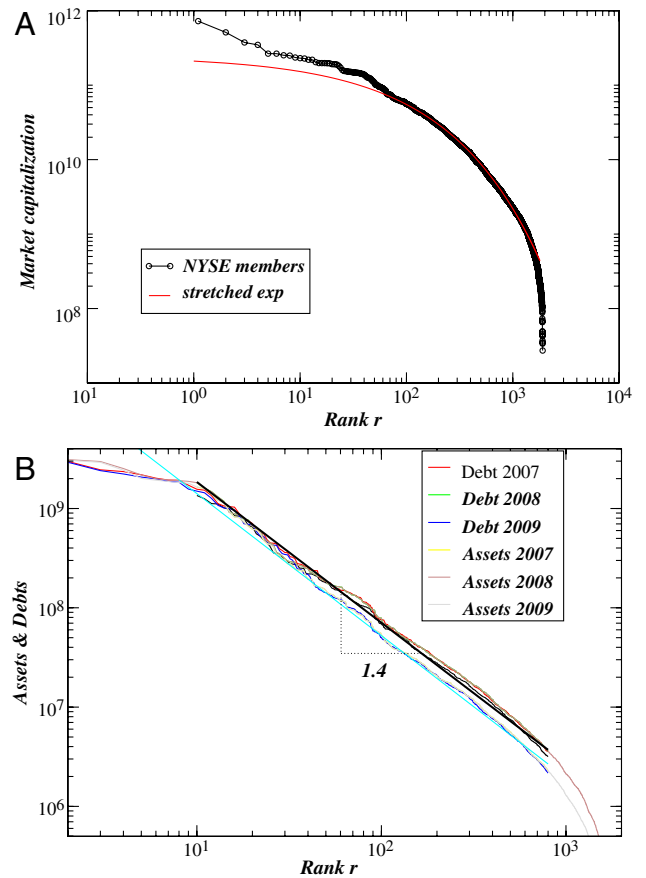 A
10^12
10^10
10^8
Market capitalization
NYSE members
stretched exp
10^1 10^0 10^1 10^2 10^3 10^4
Rank r
B
10^9
10^8
10^7
10^6
Assets & Debts
Debt 2007
Debt 2008
Debt 2009
Assets 2007
Assets 2008
Assets 2009
1.4
10^1 10^2 10^3
Rank r